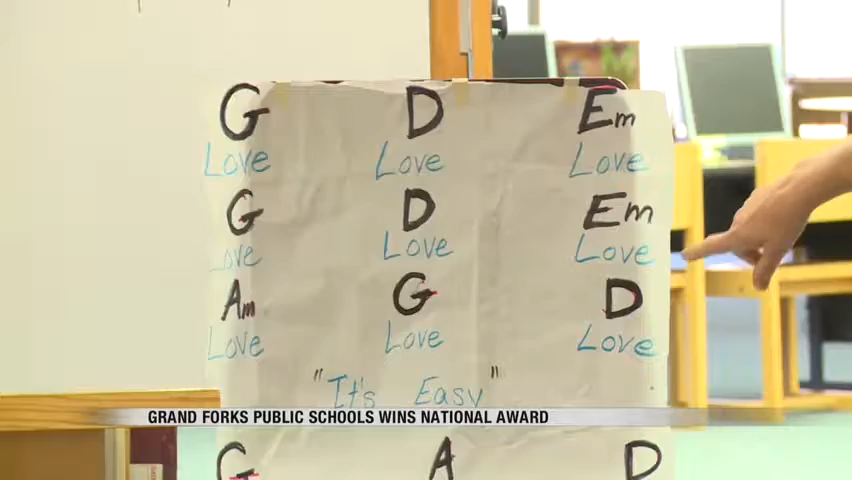 G D Em
Love Love Love
G D Em
Love Love Love
Am G D
Love Love Love
"It's Easy"
GRAND FORKS PUBLIC SCHOOLS WINS NATIONAL AWARD
G A D